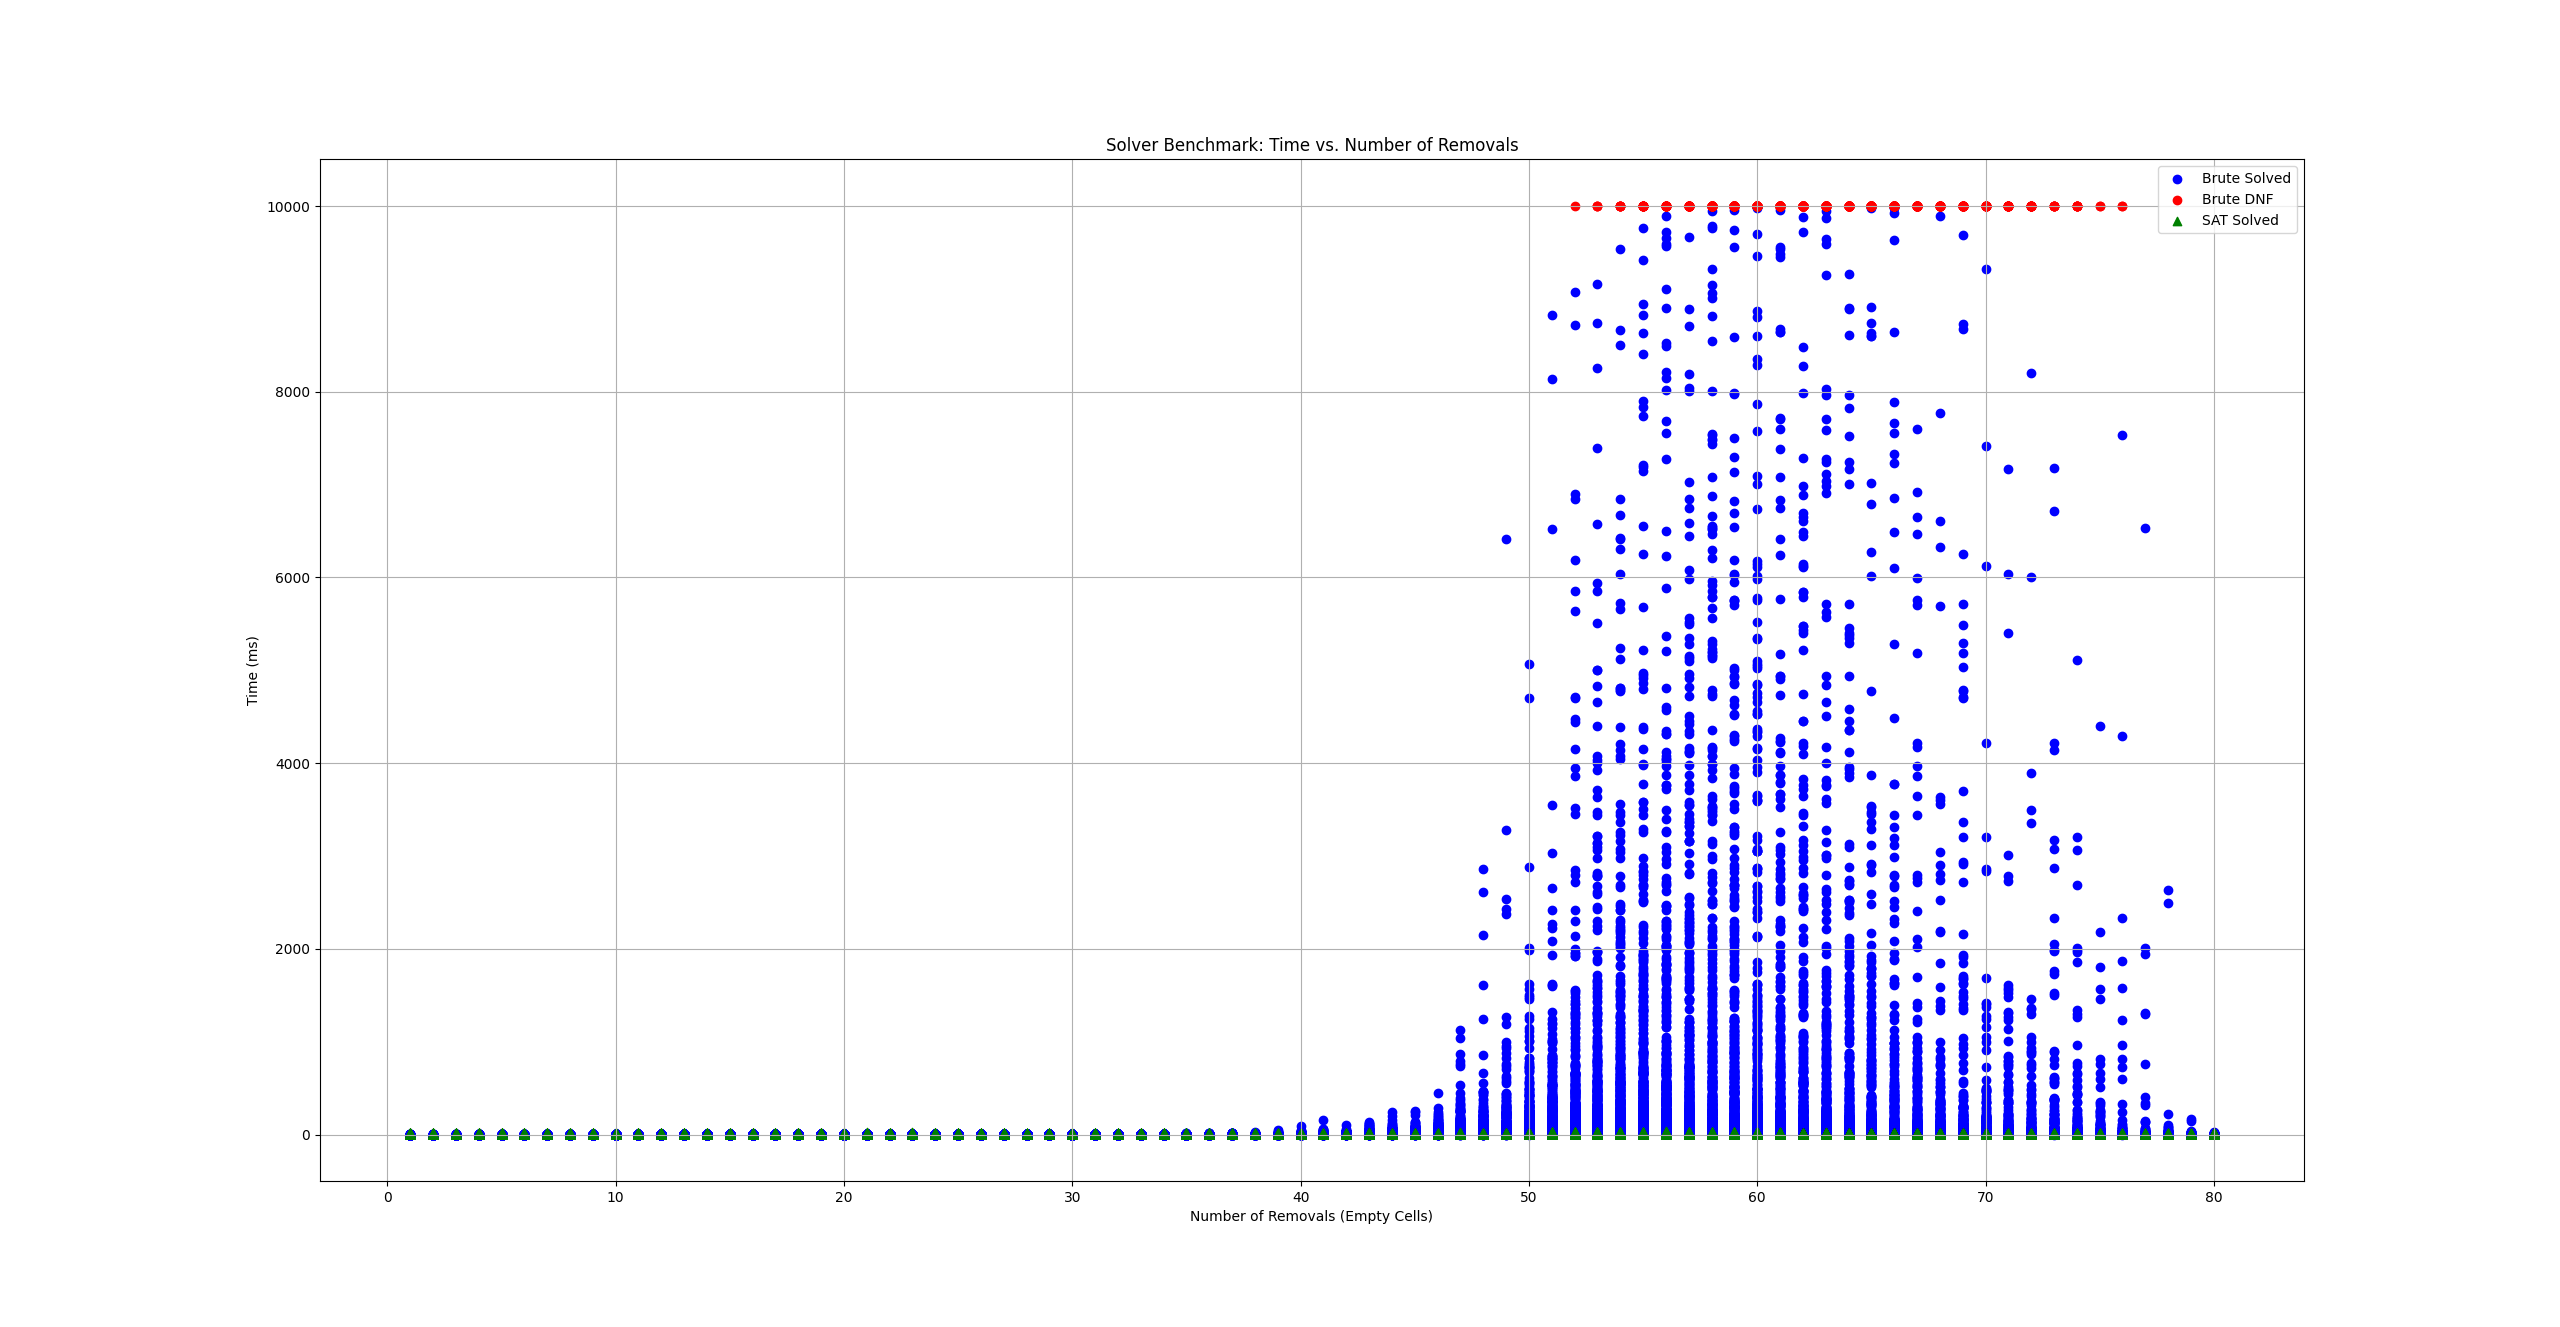 Solver Benchmark: Time vs. Number of Removals
Brute Solved
Brute DNF
SAT Solved
10000
8000
6000
4000
2000
0
Time (ms)
0 10 20 30 40 50 60 70 80
Number of Removals (Empty Cells)